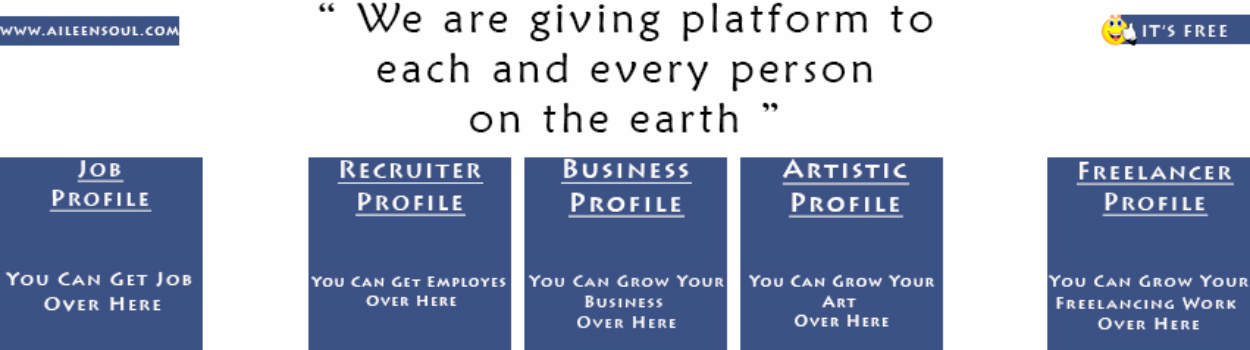 WWW.AILEENSOUL.COM
“ We are giving platform to
each and every person
on the earth ”
IT'S FREE
JOB
PROFILE
YOU CAN GET JOB
OVER HERE
RECRUITER
PROFILE
YOU CAN GET EMPLOYES
OVER HERE
BUSINESS
PROFILE
YOU CAN GROW YOUR
BUSINESS
OVER HERE
ARTISTIC
PROFILE
YOU CAN GROW YOUR
ART
OVER HERE
FREELANCER
PROFILE
YOU CAN GROW YOUR
FREELANCING WORK
OVER HERE